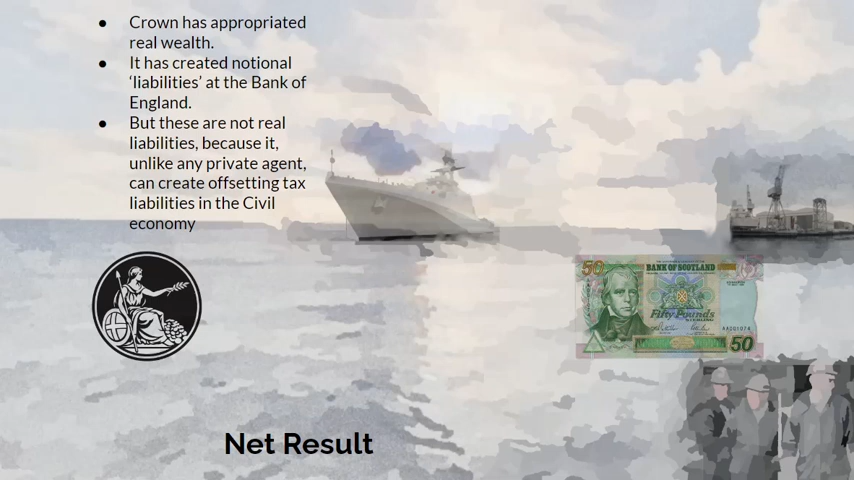 ● Crown has appropriated
real wealth.
● It has created notional
‘liabilities’ at the Bank of
England.
● But these are not real
liabilities, because it,
unlike any private agent,
can create offsetting tax
liabilities in the Civil
economy
50 BANK OF SCOTLAND
Fifty Pounds
AA001074
50
Net Result